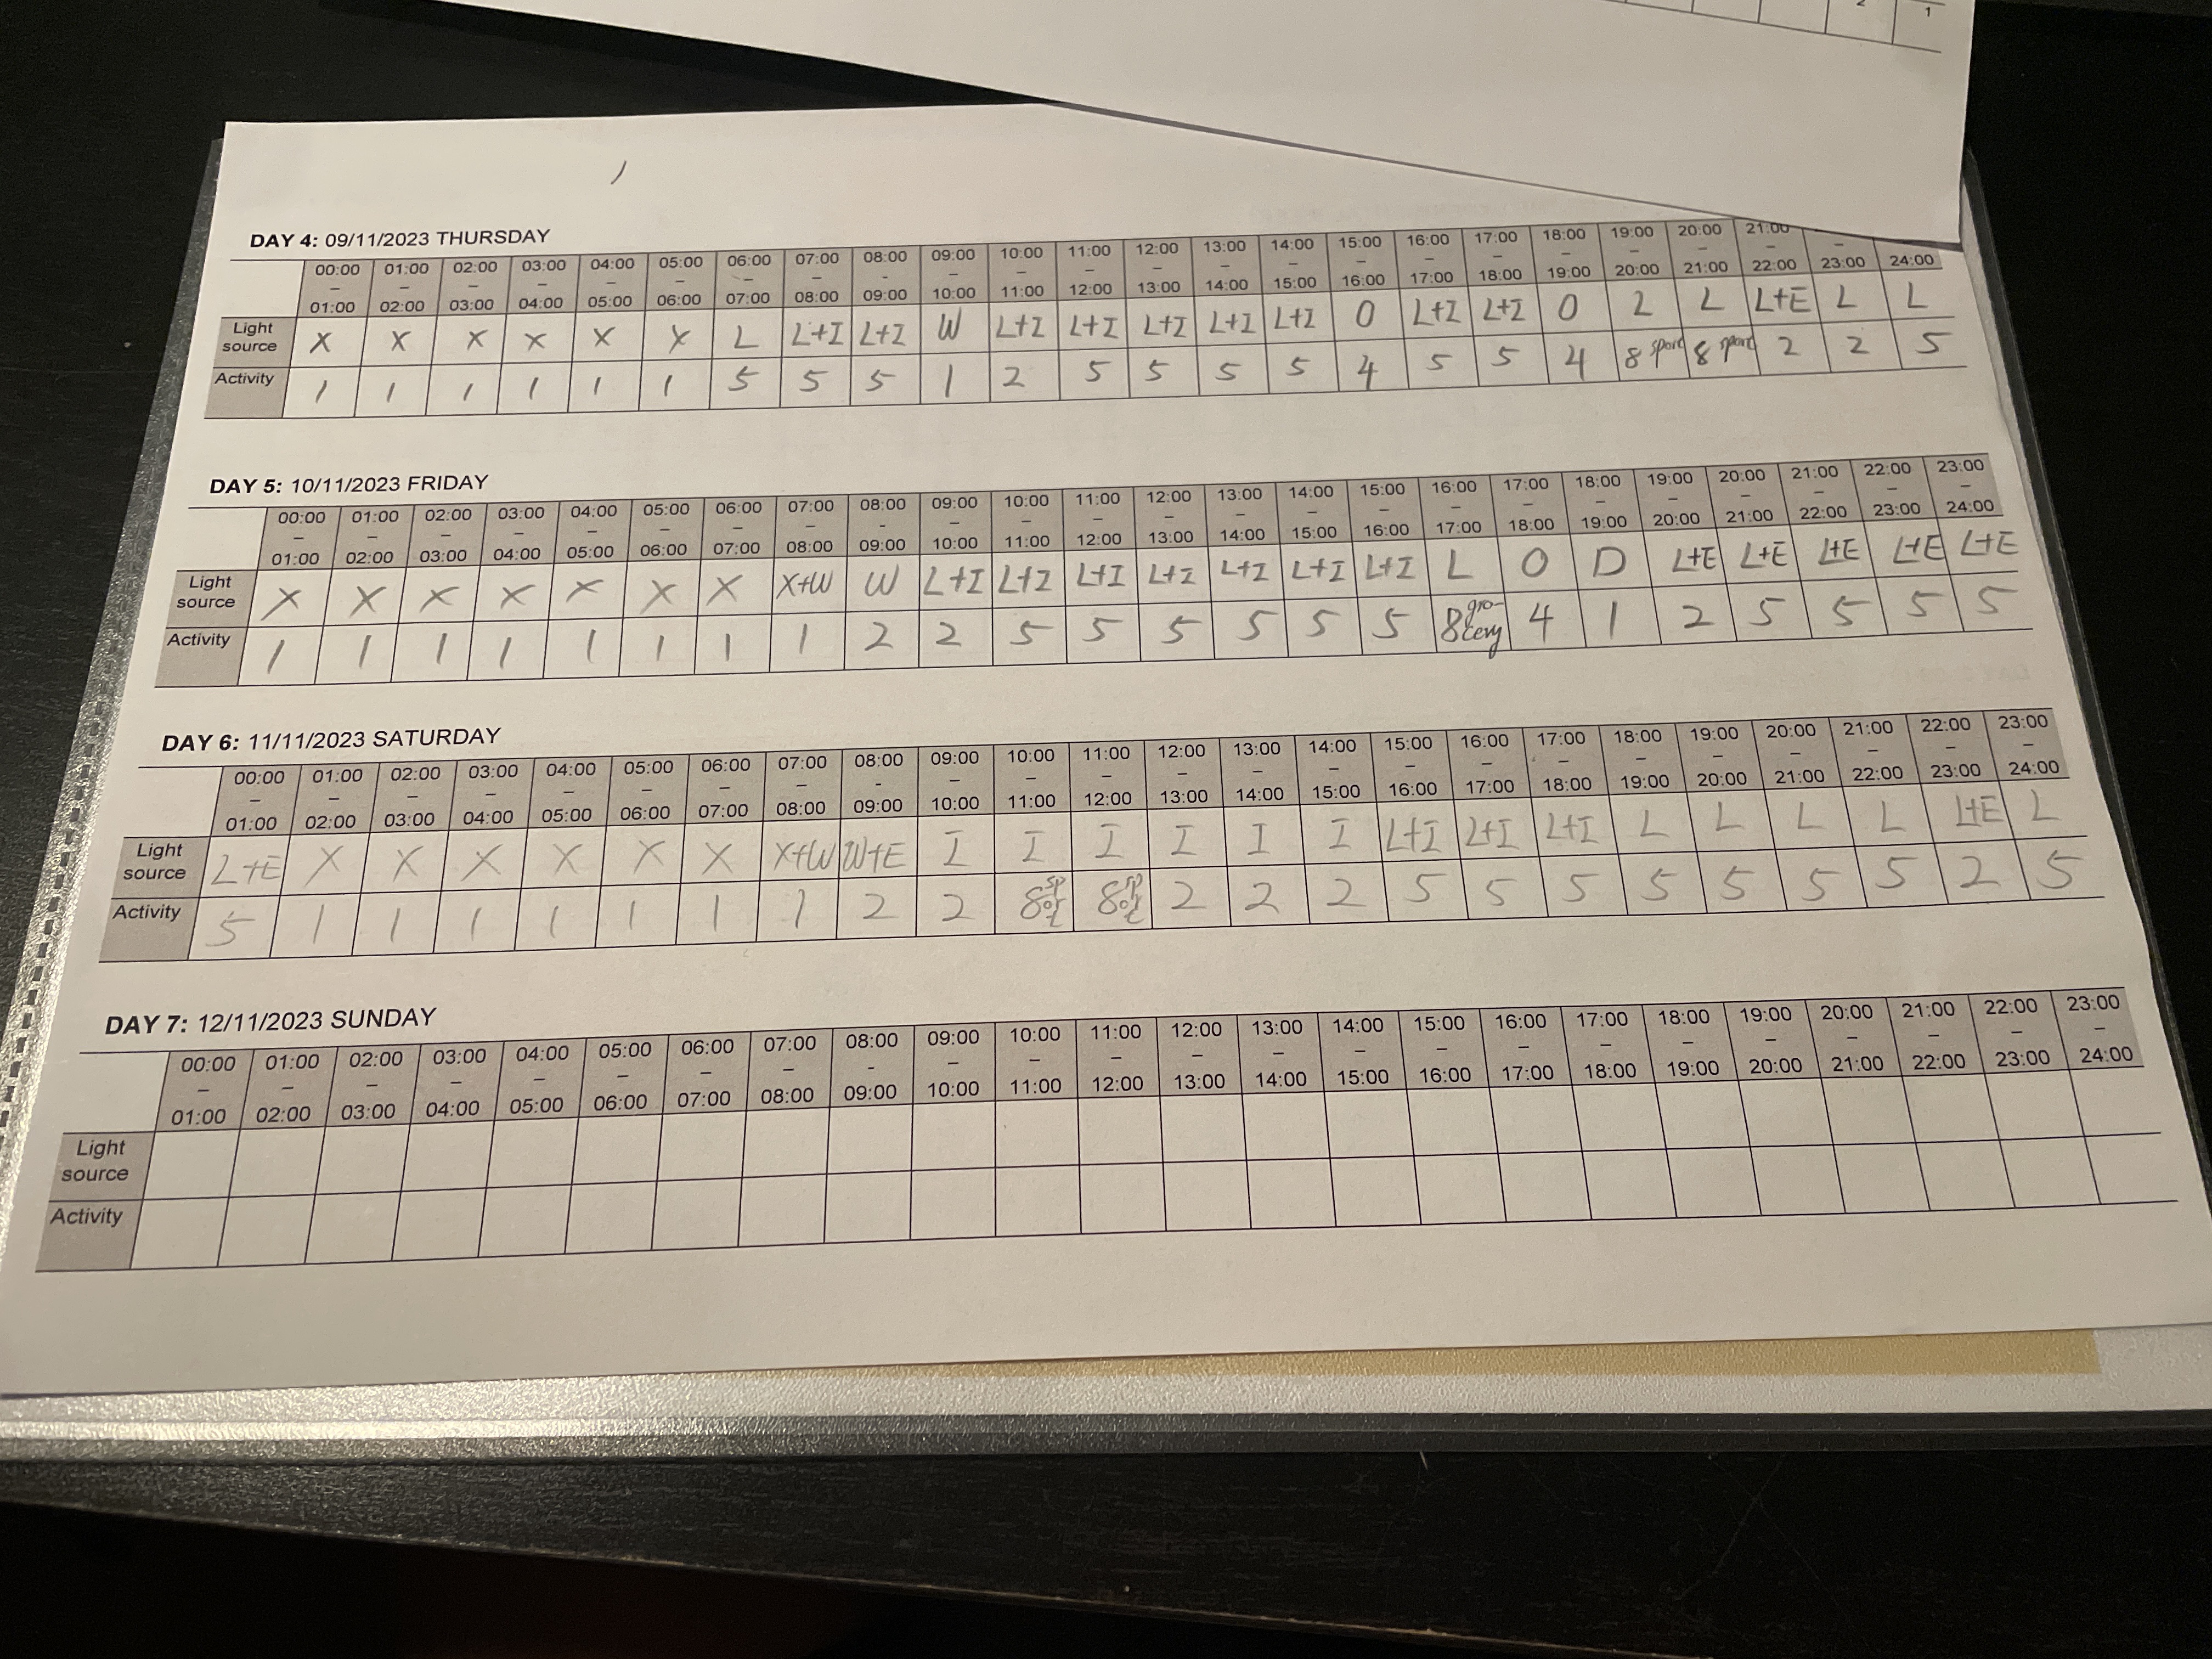 DAY 4: 09/11/2023 THURSDAY
00:00 – 01:00 01:00 – 02:00 02:00 – 03:00 03:00 – 04:00 04:00 – 05:00 05:00 – 06:00 06:00 – 07:00 07:00 – 08:00 08:00 – 09:00 09:00 – 10:00 10:00 – 11:00 11:00 – 12:00 12:00 – 13:00 13:00 – 14:00 14:00 – 15:00 15:00 – 16:00 16:00 – 17:00 17:00 – 18:00 18:00 – 19:00 19:00 – 20:00 20:00 – 21:00 21:00 – 22:00 – 23:00 24:00
Light source X X X X X X L L+I L+I W L+I L+I L+I L+I L+I O L+I L+I O L L L+E L L
Activity 1 1 1 1 1 1 5 5 5 1 2 5 5 5 5 4 5 5 4 8 sport 8 sport 2 2 5
DAY 5: 10/11/2023 FRIDAY
00:00 – 01:00 01:00 – 02:00 02:00 – 03:00 03:00 – 04:00 04:00 – 05:00 05:00 – 06:00 06:00 – 07:00 07:00 – 08:00 08:00 – 09:00 09:00 – 10:00 10:00 – 11:00 11:00 – 12:00 12:00 – 13:00 13:00 – 14:00 14:00 – 15:00 15:00 – 16:00 16:00 – 17:00 17:00 – 18:00 18:00 – 19:00 19:00 – 20:00 20:00 – 21:00 21:00 – 22:00 22:00 – 23:00 23:00 – 24:00
Light source X X X X X X X X+W W L+I L+I L+I L+I L+I L+I L+I L O D L+E L+E L+E L+E L+E
Activity 1 1 1 1 1 1 1 1 2 2 5 5 5 5 5 5 8 gro-cery 4 1 2 5 5 5 5
DAY 6: 11/11/2023 SATURDAY
00:00 – 01:00 01:00 – 02:00 02:00 – 03:00 03:00 – 04:00 04:00 – 05:00 05:00 – 06:00 06:00 – 07:00 07:00 – 08:00 08:00 – 09:00 09:00 – 10:00 10:00 – 11:00 11:00 – 12:00 12:00 – 13:00 13:00 – 14:00 14:00 – 15:00 15:00 – 16:00 16:00 – 17:00 17:00 – 18:00 18:00 – 19:00 19:00 – 20:00 20:00 – 21:00 21:00 – 22:00 22:00 – 23:00 23:00 – 24:00
Light source L+E X X X X X X X+W W+E I I I I I I L+I L+I L+I L L L L L+E L
Activity 5 1 1 1 1 1 1 1 2 2 8 8 2 2 2 5 5 5 5 5 5 5 2 5
DAY 7: 12/11/2023 SUNDAY
00:00 – 01:00 01:00 – 02:00 02:00 – 03:00 03:00 – 04:00 04:00 – 05:00 05:00 – 06:00 06:00 – 07:00 07:00 – 08:00 08:00 – 09:00 09:00 – 10:00 10:00 – 11:00 11:00 – 12:00 12:00 – 13:00 13:00 – 14:00 14:00 – 15:00 15:00 – 16:00 16:00 – 17:00 17:00 – 18:00 18:00 – 19:00 19:00 – 20:00 20:00 – 21:00 21:00 – 22:00 22:00 – 23:00 23:00 – 24:00
Light source
Activity